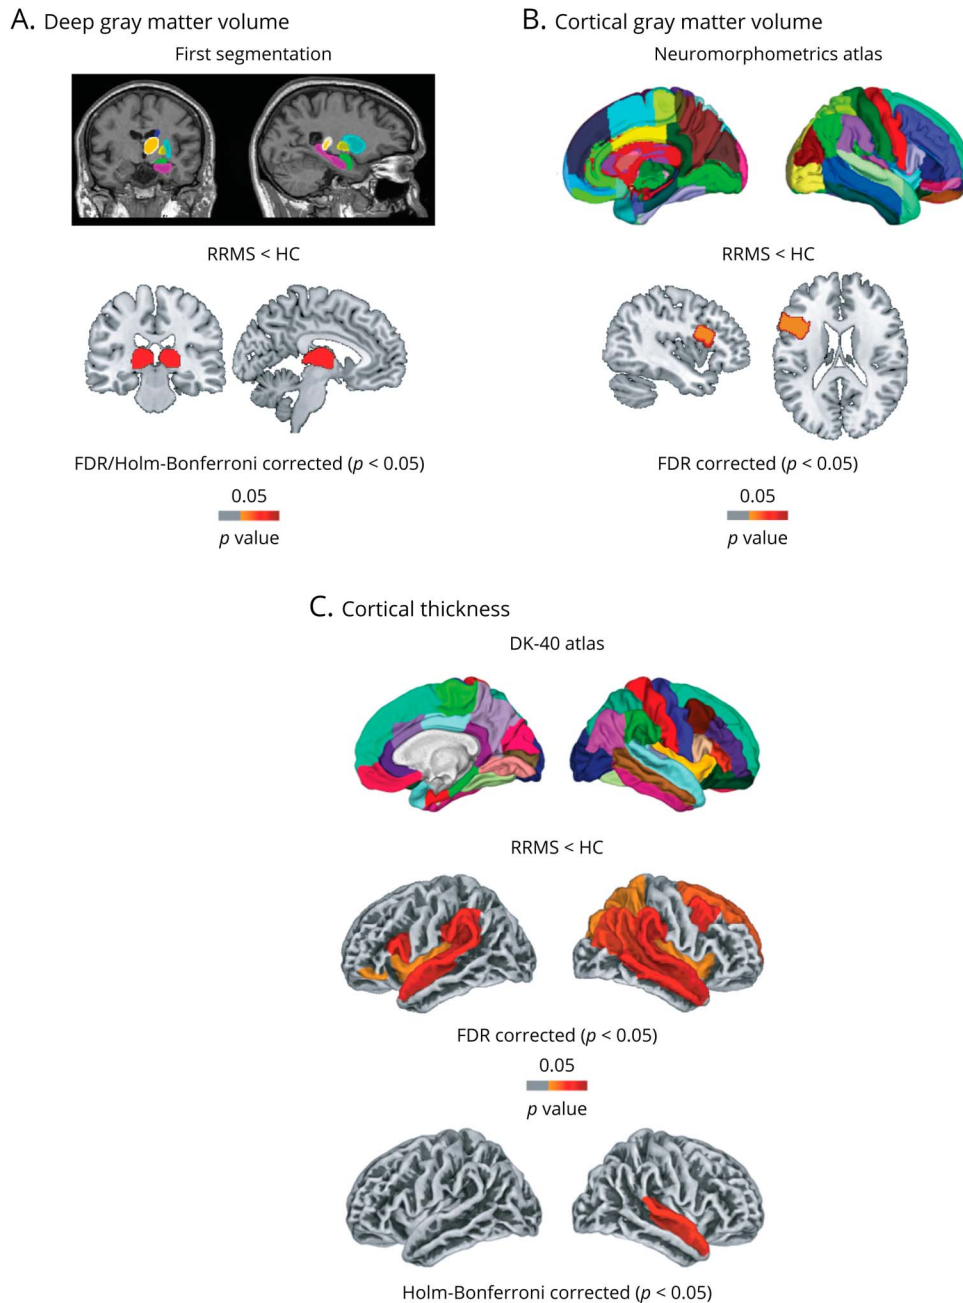 A. Deep gray matter volume
First segmentation
RRMS < HC
FDR/Holm-Bonferroni corrected (p < 0.05)
0.05
p value
B. Cortical gray matter volume
Neuromorphometrics atlas
RRMS < HC
FDR corrected (p < 0.05)
0.05
p value
C. Cortical thickness
DK-40 atlas
RRMS < HC
FDR corrected (p < 0.05)
0.05
p value
Holm-Bonferroni corrected (p < 0.05)